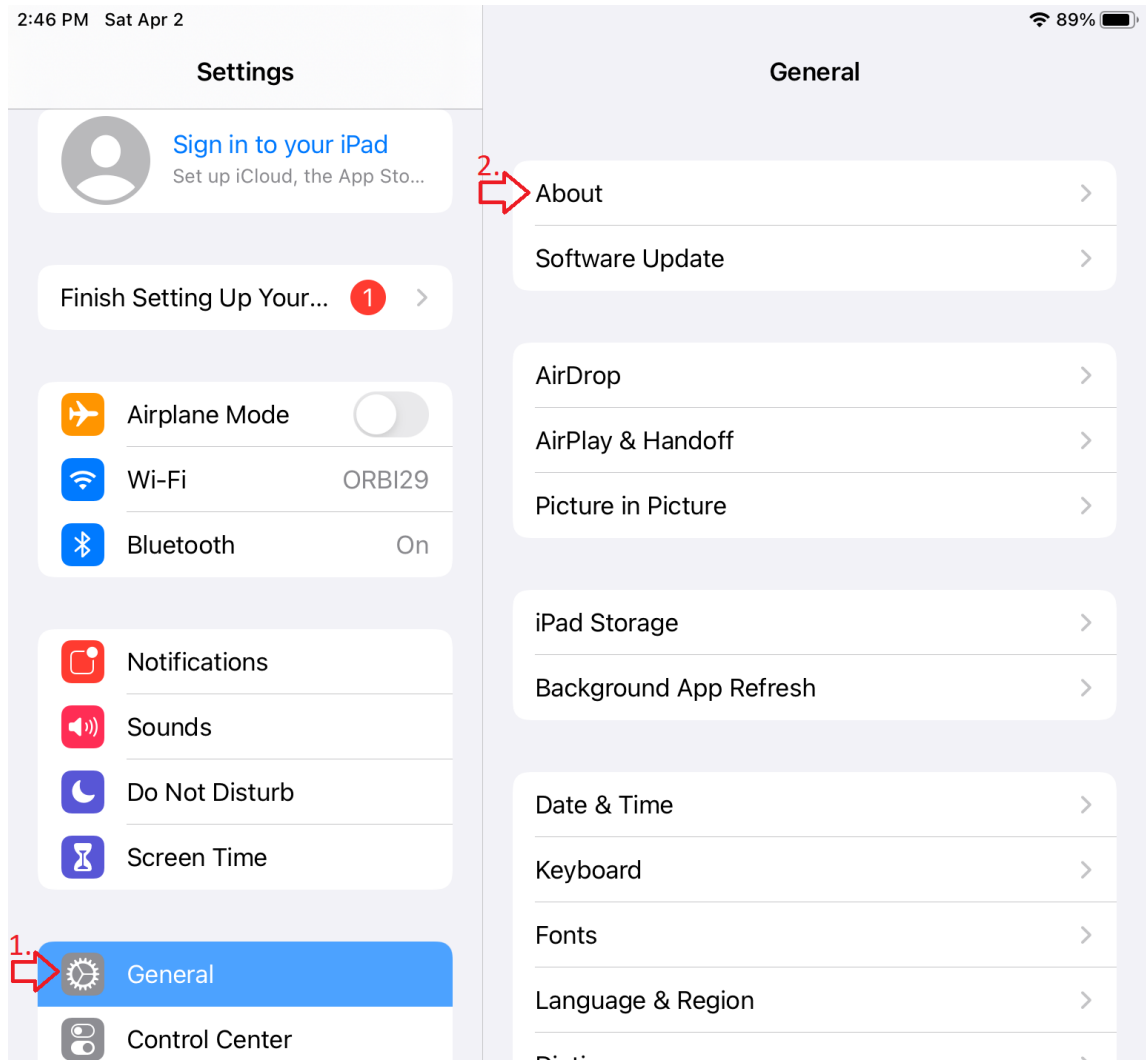 2:46 PM Sat Apr 2
89%
Settings
Sign in to your iPad
Set up iCloud, the App Sto...
Finish Setting Up Your... 1
Airplane Mode
Wi-Fi ORBI29
Bluetooth On
Notifications
Sounds
Do Not Disturb
Screen Time
1.
General
Control Center
General
2.
About
Software Update
AirDrop
AirPlay & Handoff
Picture in Picture
iPad Storage
Background App Refresh
Date & Time
Keyboard
Fonts
Language & Region